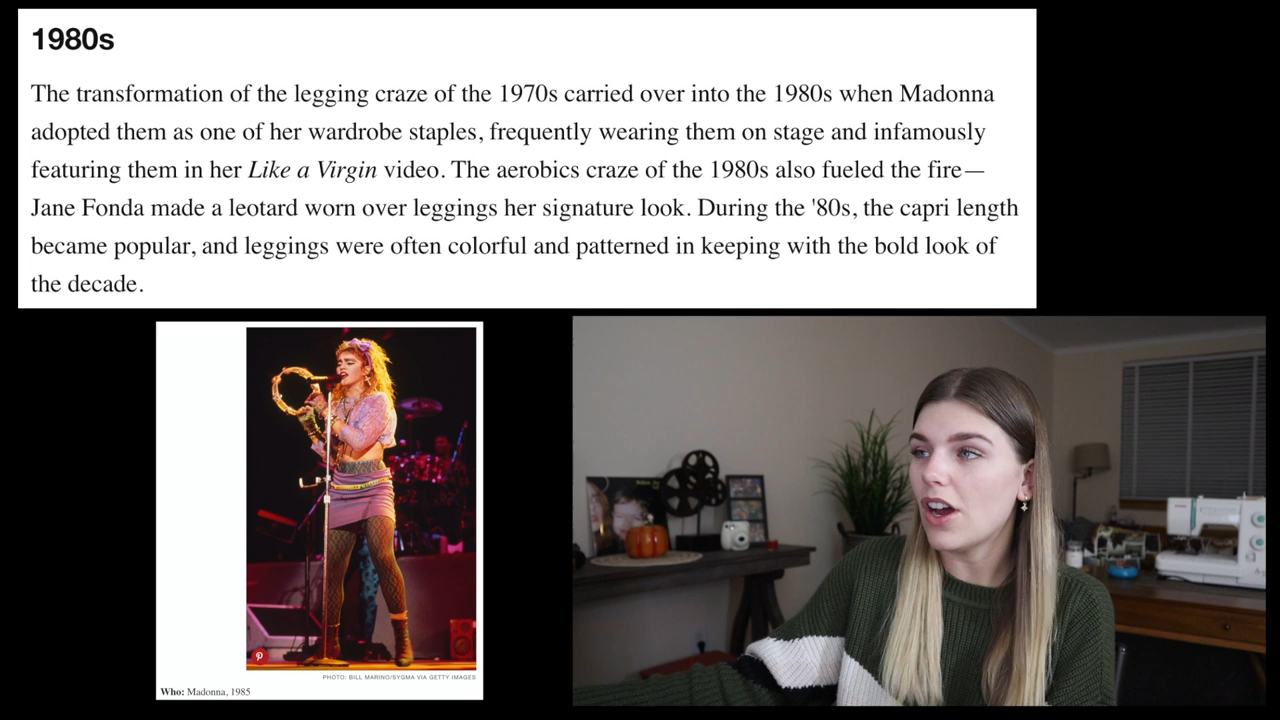 1980s
The transformation of the legging craze of the 1970s carried over into the 1980s when Madonna
adopted them as one of her wardrobe staples, frequently wearing them on stage and infamously
featuring them in her Like a Virgin video. The aerobics craze of the 1980s also fueled the fire—
Jane Fonda made a leotard worn over leggings her signature look. During the '80s, the capri length
became popular, and leggings were often colorful and patterned in keeping with the bold look of
the decade.
PHOTO: BILL MARINO/SYGMA VIA GETTY IMAGES
Who: Madonna, 1985